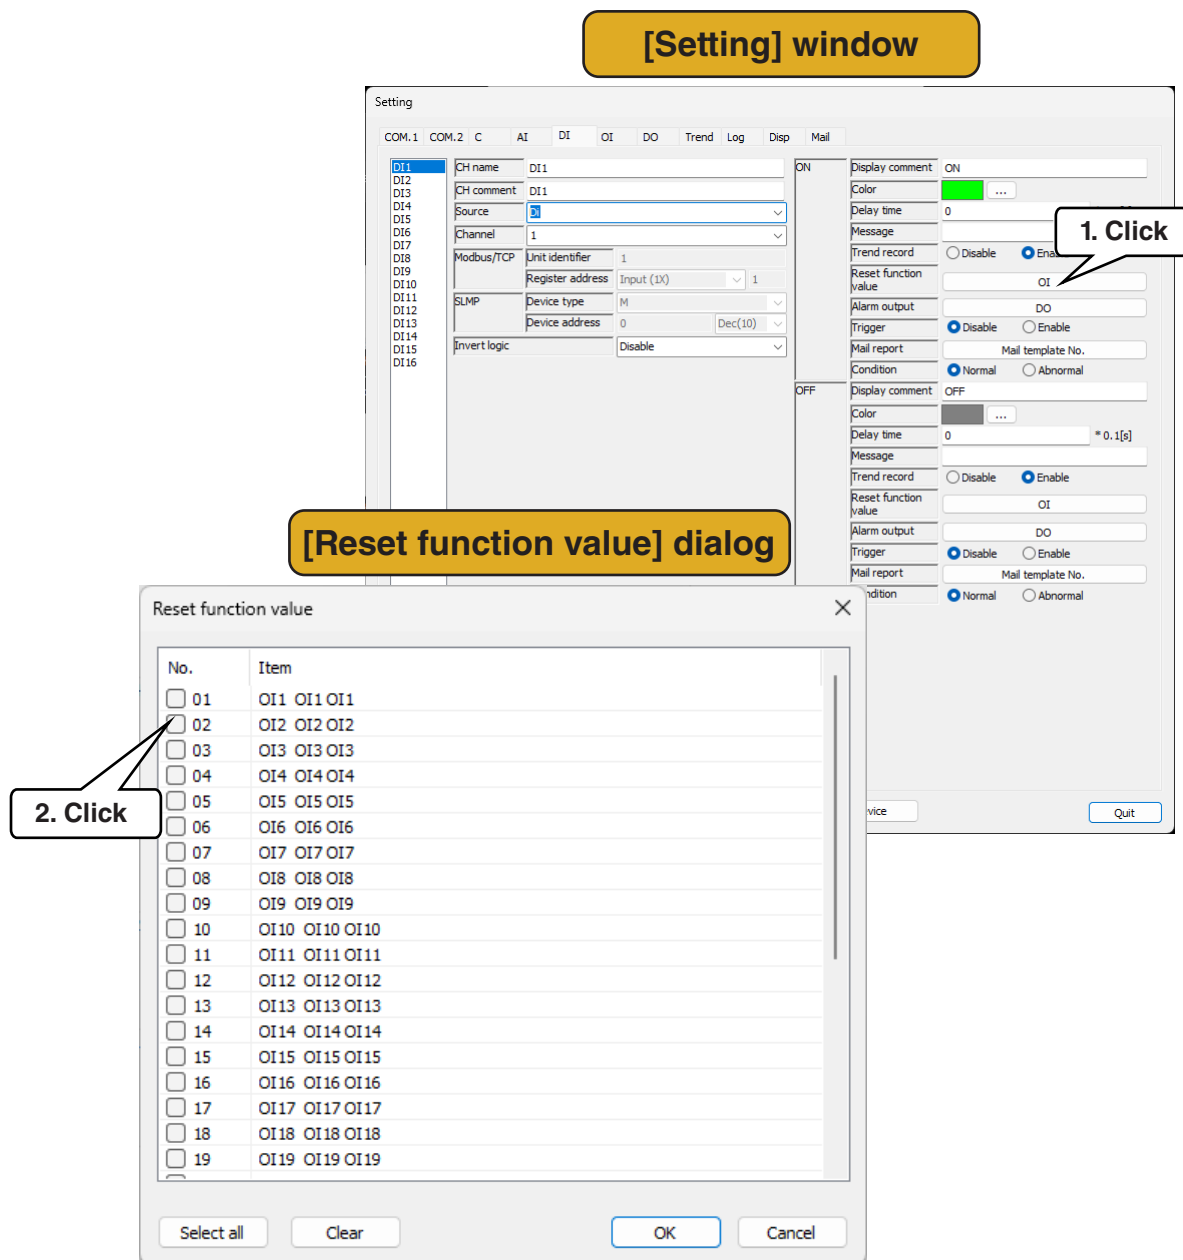 [Setting] window
Setting
COM.1 COM.2 C AI DI OI DO Trend Log Disp Mail
DI1
DI2
DI3
DI4
DI5
DI6
DI7
DI8
DI9
DI10
DI11
DI12
DI13
DI14
DI15
DI16
CH name DI1
CH comment DI1
Source Di
Channel 1
Modbus/TCP Unit identifier 1
Register address Input (1X) 1
SLMP Device type M
Device address 0 Dec(10)
Invert logic Disable
ON Display comment ON
Color ...
Delay time 0
Message
1. Click
Trend record Disable
Reset function value OI
Alarm output DO
Trigger Disable Enable
Mail report Mail template No.
Condition Normal Abnormal
OFF Display comment OFF
Color ...
Delay time 0 * 0.1[s]
Message
Trend record Disable Enable
Reset function value OI
Alarm output DO
Trigger Disable Enable
Mail report Mail template No.
Normal Abnormal
Quit
[Reset function value] dialog
Reset function value
No. Item
01 OI1 OI1 OI1
02 OI2 OI2 OI2
03 OI3 OI3 OI3
04 OI4 OI4 OI4
05 OI5 OI5 OI5
06 OI6 OI6 OI6
07 OI7 OI7 OI7
08 OI8 OI8 OI8
09 OI9 OI9 OI9
10 OI10 OI10 OI10
11 OI11 OI11 OI11
12 OI12 OI12 OI12
13 OI13 OI13 OI13
14 OI14 OI14 OI14
15 OI15 OI15 OI15
16 OI16 OI16 OI16
17 OI17 OI17 OI17
18 OI18 OI18 OI18
19 OI19 OI19 OI19
2. Click
Select all Clear OK Cancel